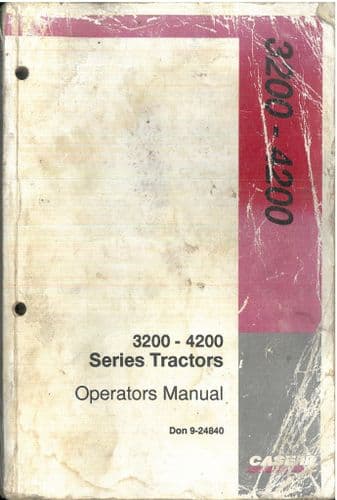 3200 - 4200
3200 - 4200
Series Tractors
Operators Manual
Don 9-24840
CASE